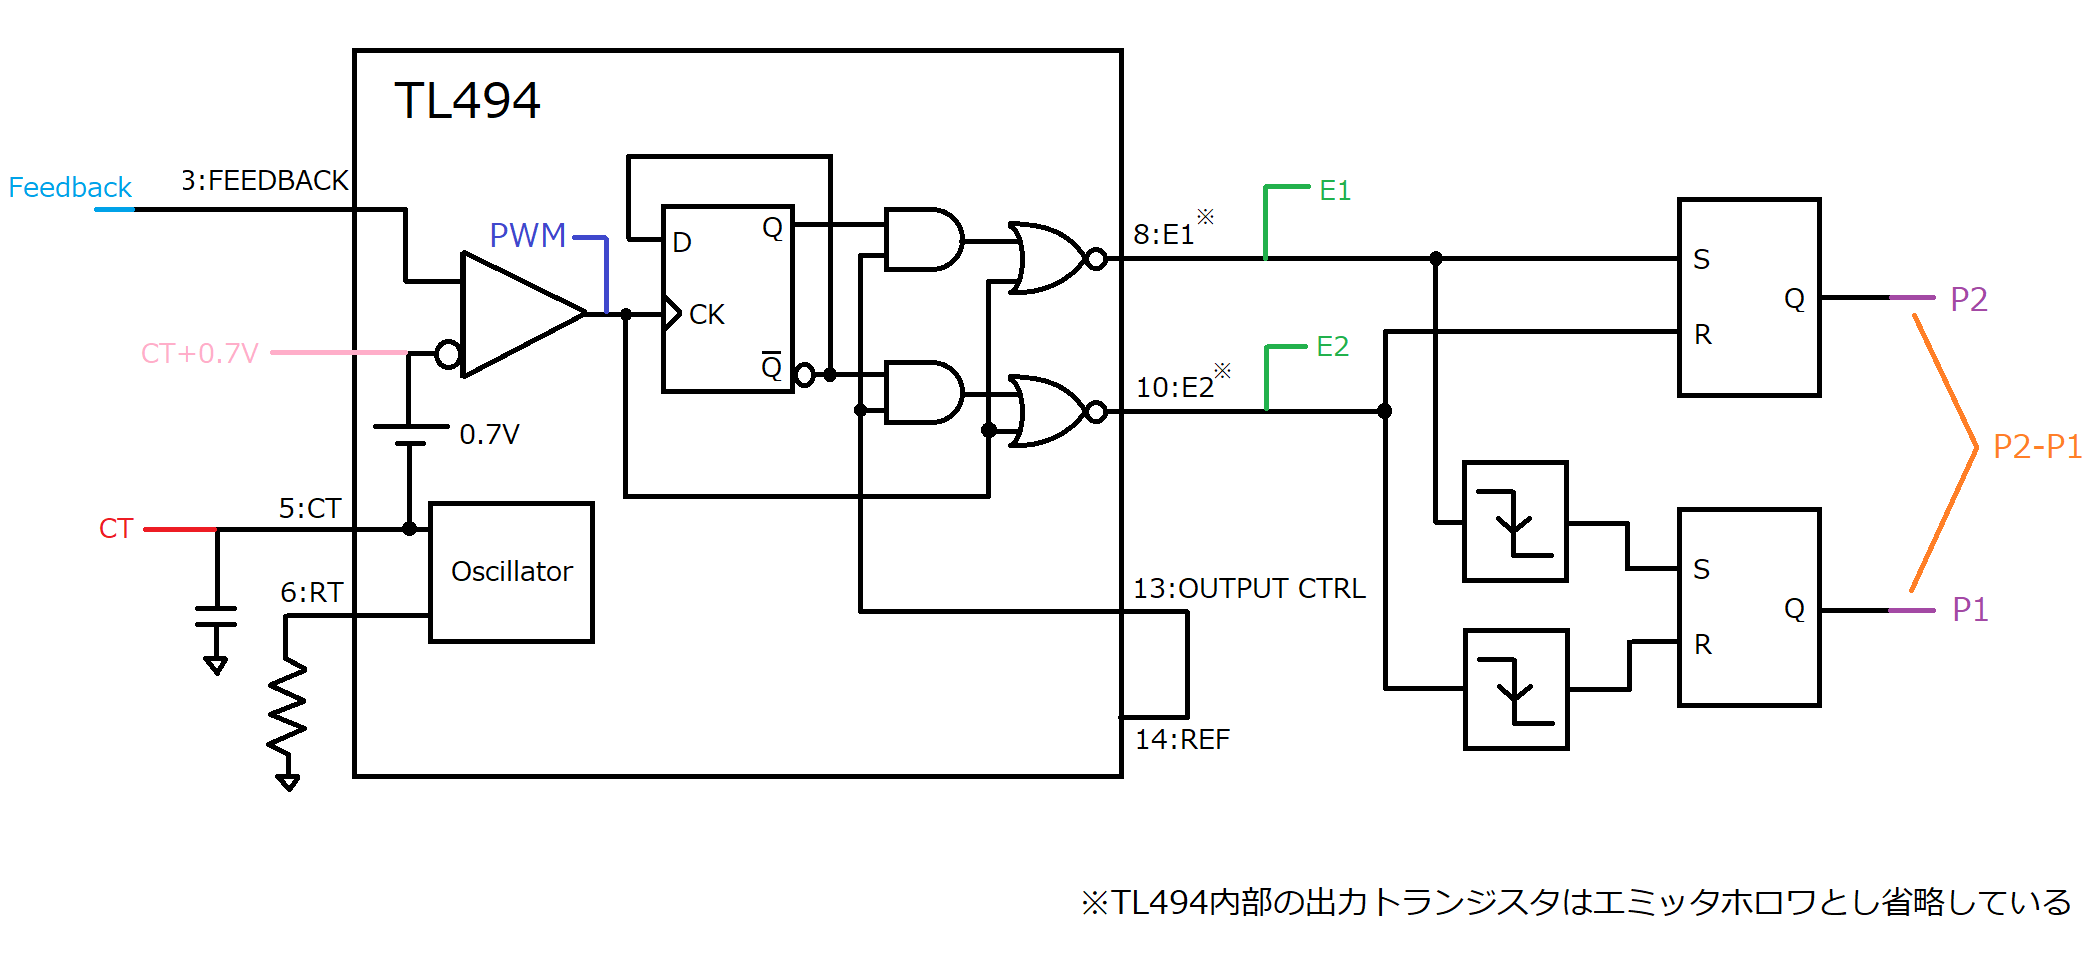 TL494
Feedback
3:FEEDBACK
PWM
D
Q
CK
Q
CT+0.7V
0.7V
CT
5:CT
Oscillator
6:RT
8:E1※
E1
10:E2※
E2
13:OUTPUT CTRL
14:REF
S
R
Q
P2
P2-P1
S
R
Q
P1
※TL494内部の出力トランジスタはエミッタホロワとし省略している